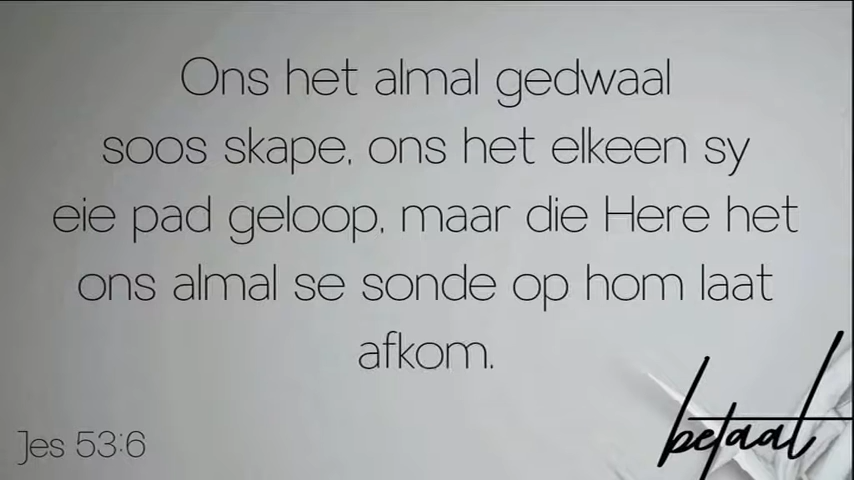 Ons het almal gedwaal
soos skape, ons het elkeen sy
eie pad geloop, maar die Here het
ons almal se sonde op hom laat
afkom.
Jes 53:6
betaal